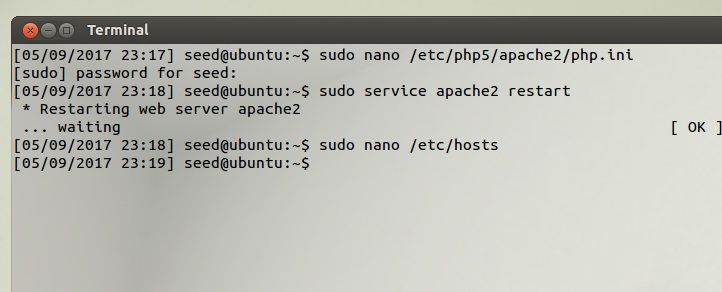 Terminal
[05/09/2017 23:17] seed@ubuntu:~$ sudo nano /etc/php5/apache2/php.ini
[sudo] password for seed:
[05/09/2017 23:18] seed@ubuntu:~$ sudo service apache2 restart
 * Restarting web server apache2
 ... waiting [ OK ]
[05/09/2017 23:18] seed@ubuntu:~$ sudo nano /etc/hosts
[05/09/2017 23:19] seed@ubuntu:~$